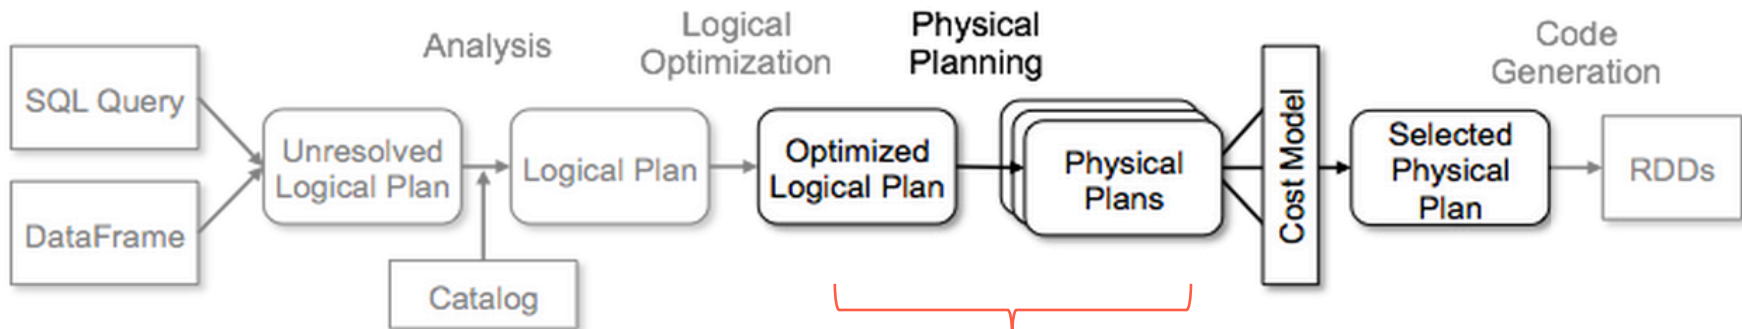 SQL Query
DataFrame
Analysis
Unresolved
Logical Plan
Catalog
Logical Plan
Logical
Optimization
Optimized
Logical Plan
Physical
Planning
Physical
Plans
Cost Model
Selected
Physical
Plan
Code
Generation
RDDs